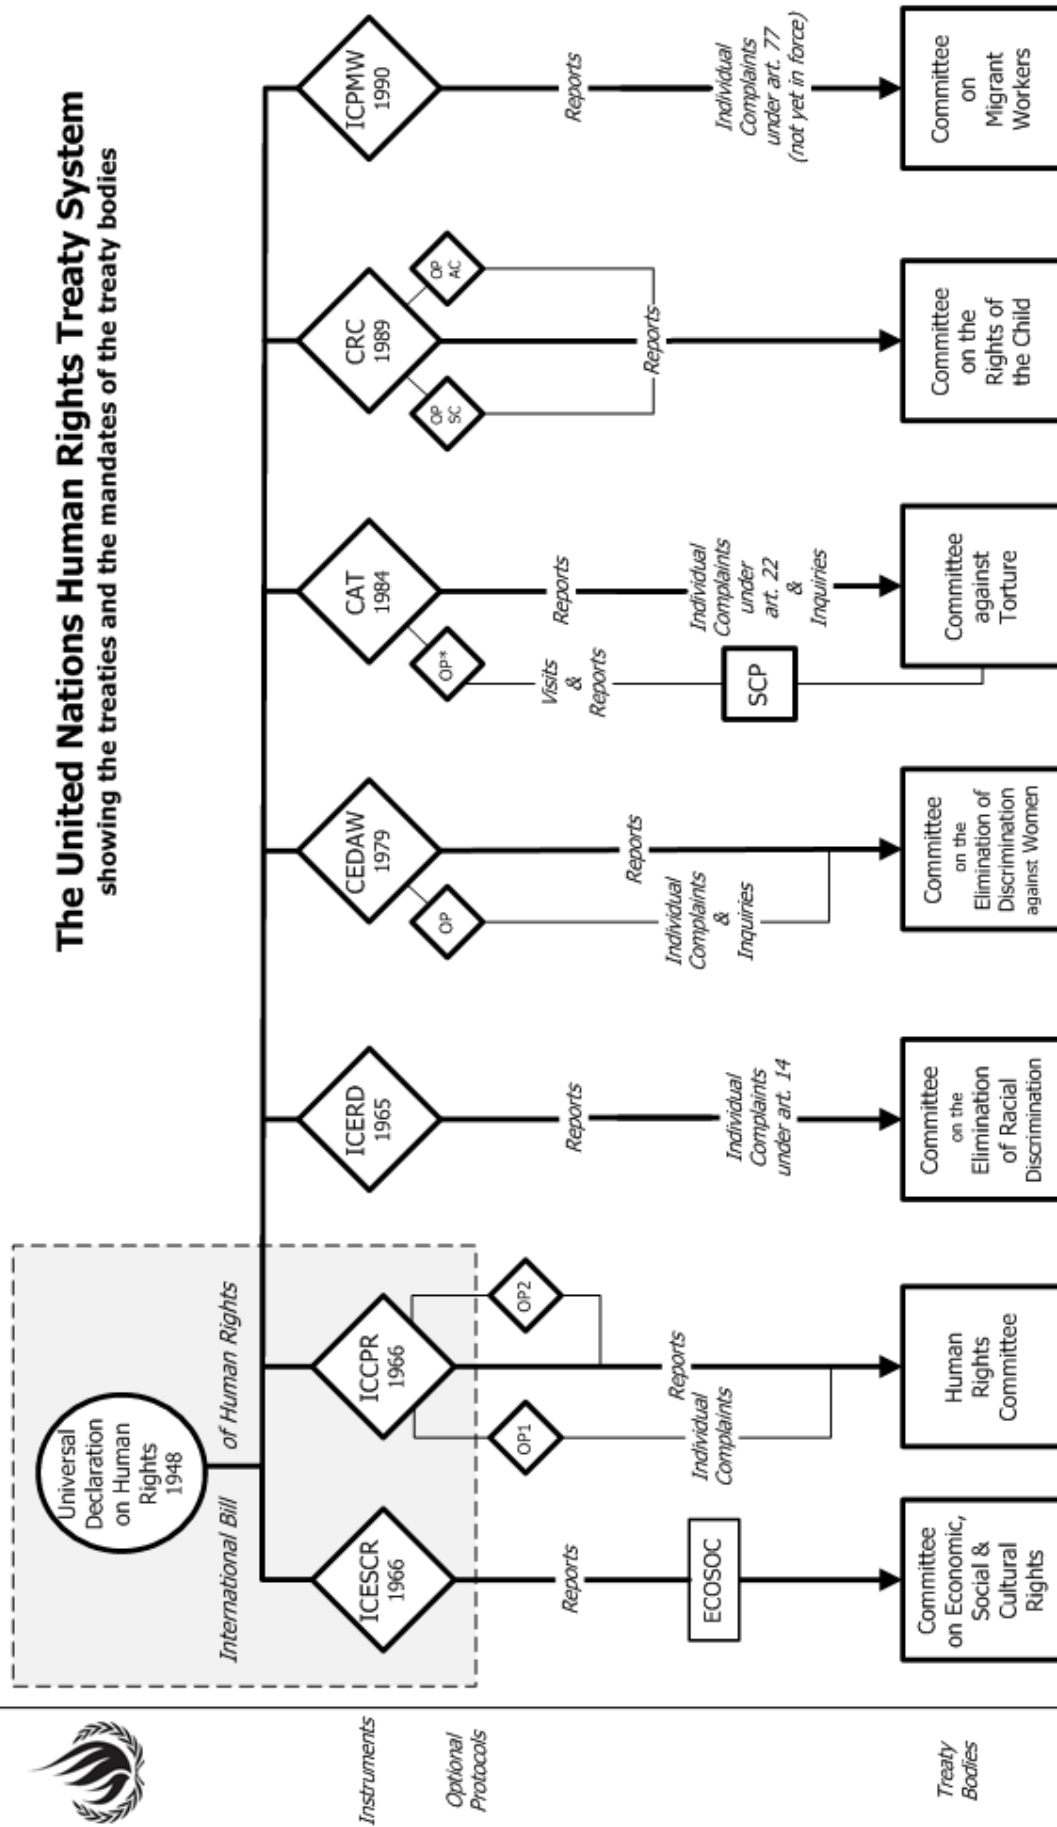 The United Nations Human Rights Treaty System
showing the treaties and the mandates of the treaty bodies
Universal
Declaration
on Human
Rights
1948
International Bill
of Human Rights
Instruments
ICESCR
1966
ICCPR
1966
ICERD
1965
CEDAW
1979
CAT
1984
CRC
1989
ICPMW
1990
Optional
Protocols
OP1
OP2
OP
OP*
OP
SC
OP
AC
Reports
ECOSOC
Reports
Individual
Complaints
Reports
Individual
Complaints
under art. 14
Reports
Individual
Complaints
&
Inquiries
Visits
&
Reports
SCP
Reports
Individual
Complaints
under
art. 22
&
Inquiries
Reports
Reports
Individual
Complaints
under art. 77
(not yet in force)
Treaty
Bodies
Committee
on Economic,
Social &
Cultural
Rights
Human
Rights
Committee
Committee
on the
Elimination
of Racial
Discrimination
Committee
on the
Elimination of
Discrimination
against Women
Committee
against
Torture
Committee
on the
Rights of
the Child
Committee
on
Migrant
Workers